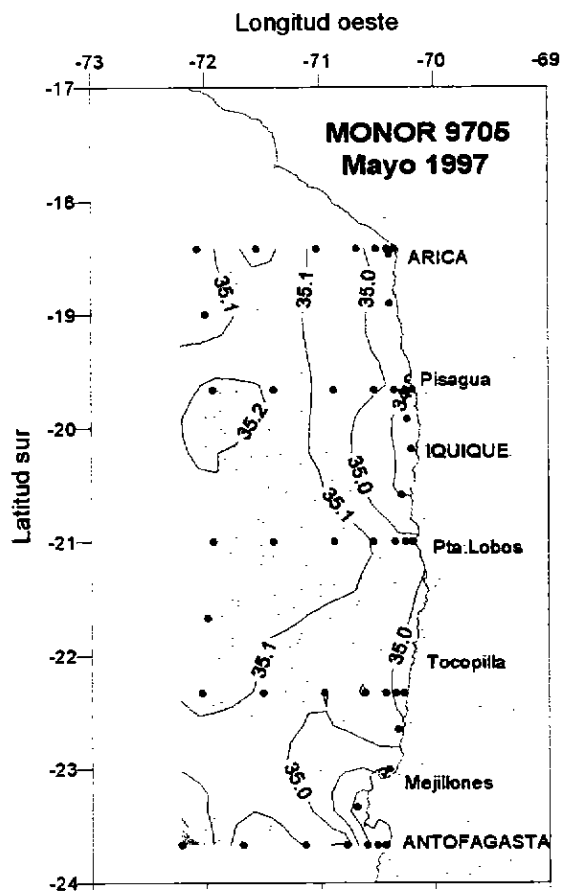 Longitud oeste
-73 -72 -71 -70 -69
-17
MONOR 9705
Mayo 1997
-18
ARICA
35.1
35.1
35.0
-19
Pisagua
35.2
-20
IQUIQUE
35.0
35.1
-21
Pta.Lobos
Latitud sur
-22
35.1
35.0
Tocopilla
-23
35.0
Mejillones
ANTOFAGASTA
-24